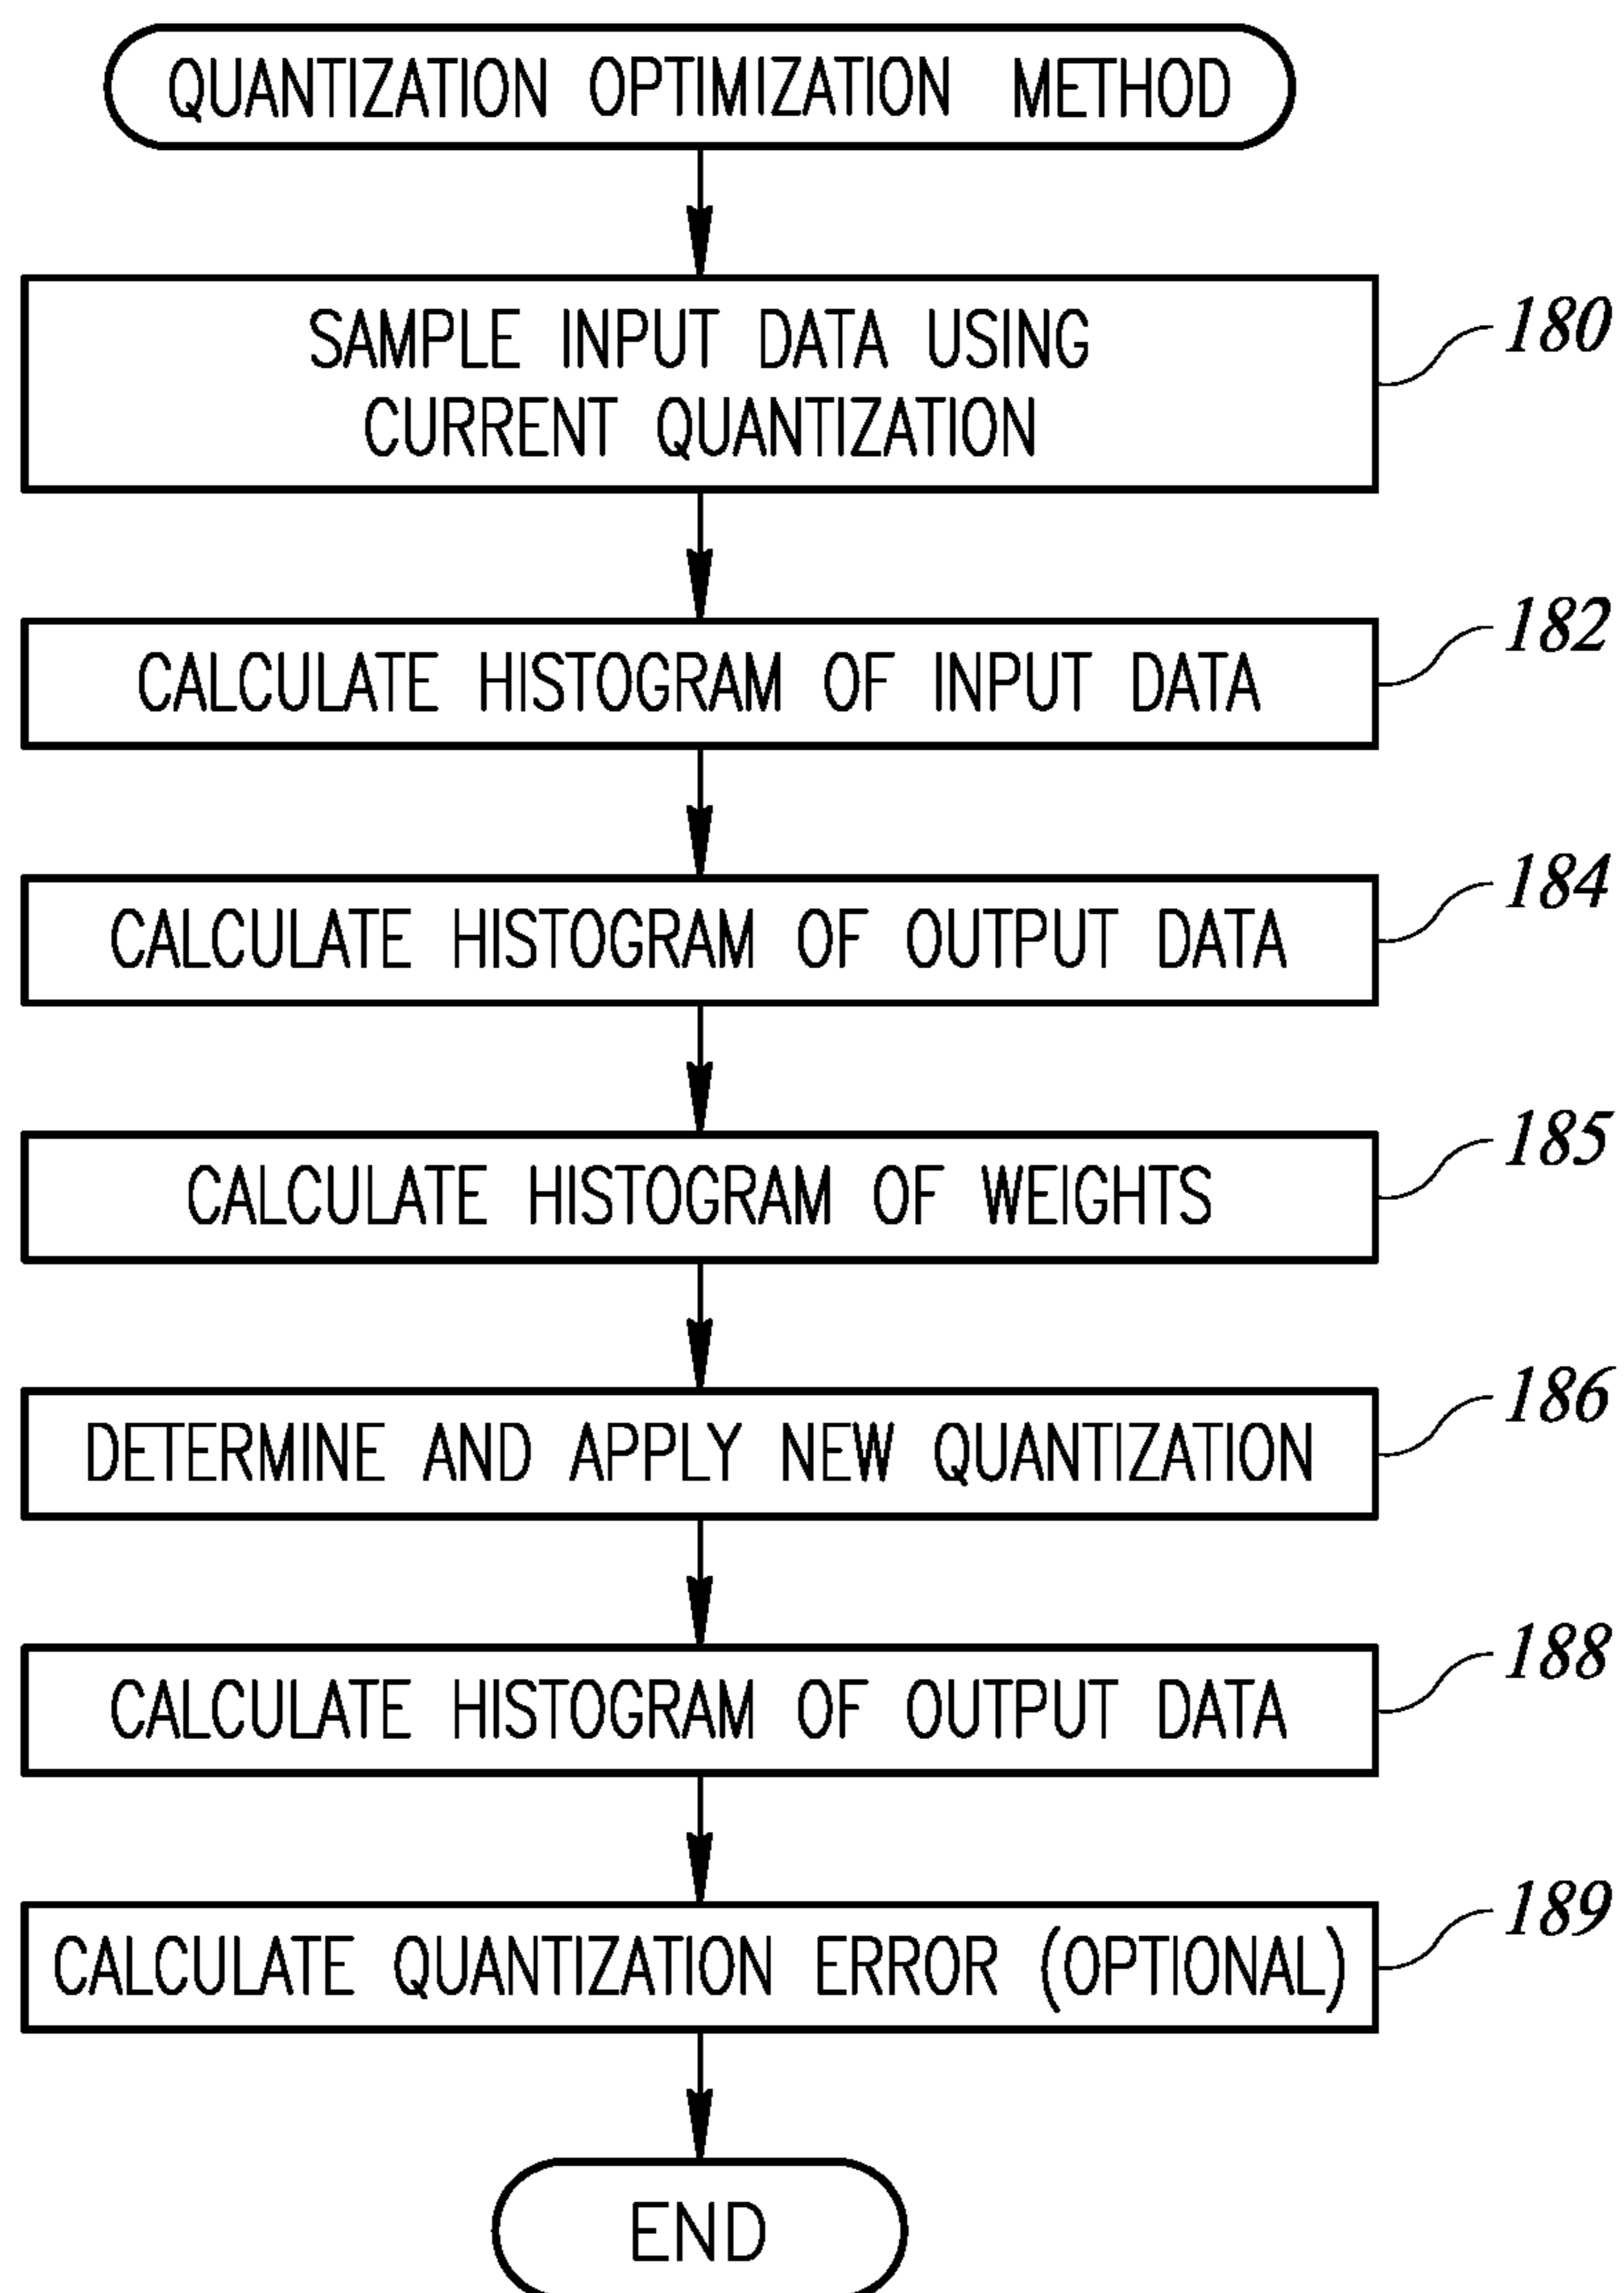 QUANTIZATION OPTIMIZATION METHOD
SAMPLE INPUT DATA USING
CURRENT QUANTIZATION
180
CALCULATE HISTOGRAM OF INPUT DATA
182
CALCULATE HISTOGRAM OF OUTPUT DATA
184
CALCULATE HISTOGRAM OF WEIGHTS
185
DETERMINE AND APPLY NEW QUANTIZATION
186
CALCULATE HISTOGRAM OF OUTPUT DATA
188
CALCULATE QUANTIZATION ERROR (OPTIONAL)
189
END